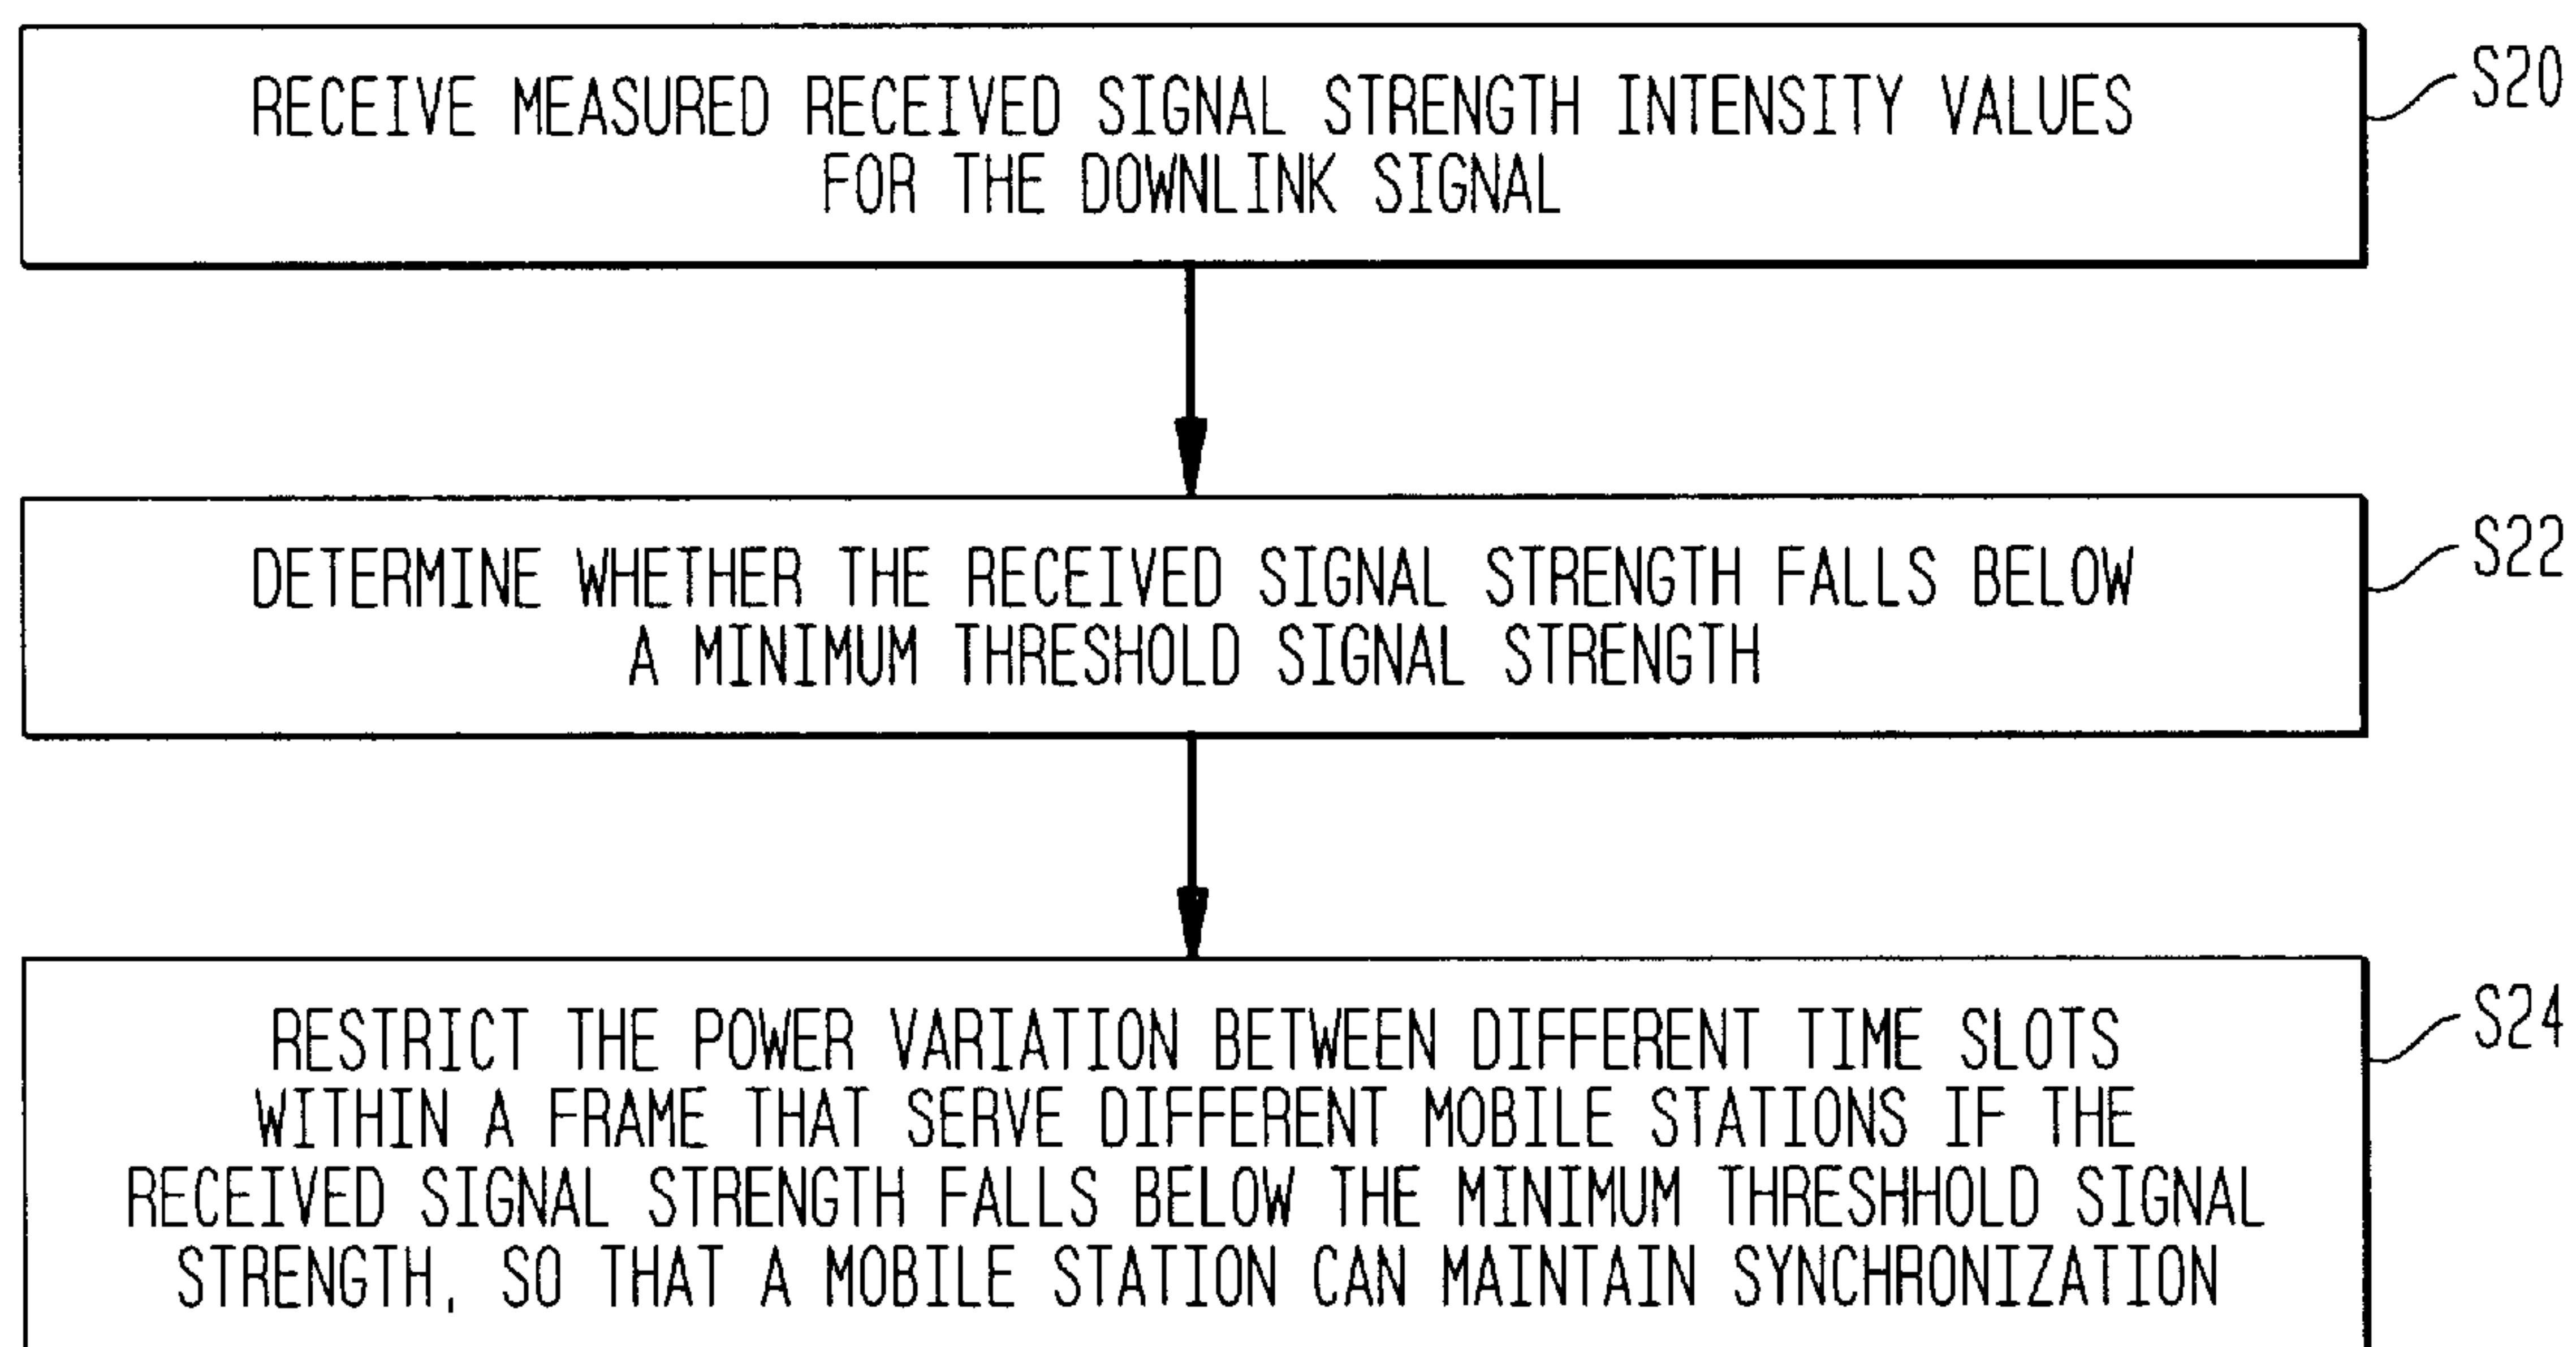 RECEIVE MEASURED RECEIVED SIGNAL STRENGTH INTENSITY VALUES
FOR THE DOWNLINK SIGNAL
S20
DETERMINE WHETHER THE RECEIVED SIGNAL STRENGTH FALLS BELOW
A MINIMUM THRESHOLD SIGNAL STRENGTH
S22
RESTRICT THE POWER VARIATION BETWEEN DIFFERENT TIME SLOTS
WITHIN A FRAME THAT SERVE DIFFERENT MOBILE STATIONS IF THE
RECEIVED SIGNAL STRENGTH FALLS BELOW THE MINIMUM THRESHHOLD SIGNAL
STRENGTH, SO THAT A MOBILE STATION CAN MAINTAIN SYNCHRONIZATION
S24